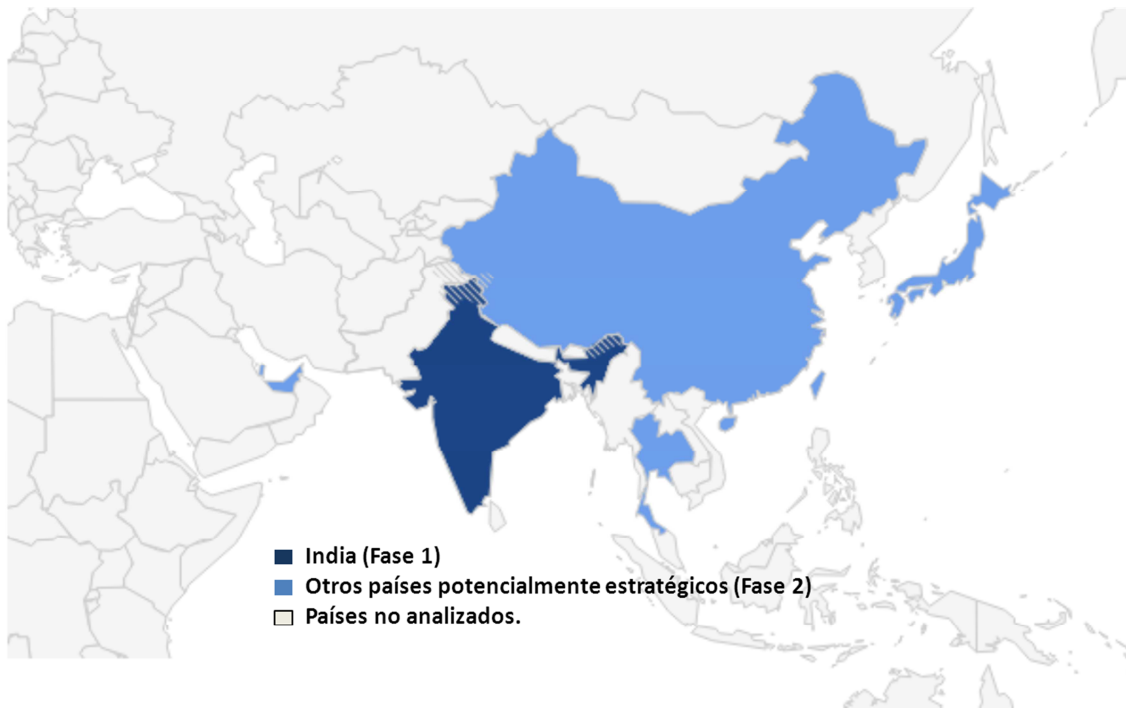 India (Fase 1)
Otros países potencialmente estratégicos (Fase 2)
Países no analizados.